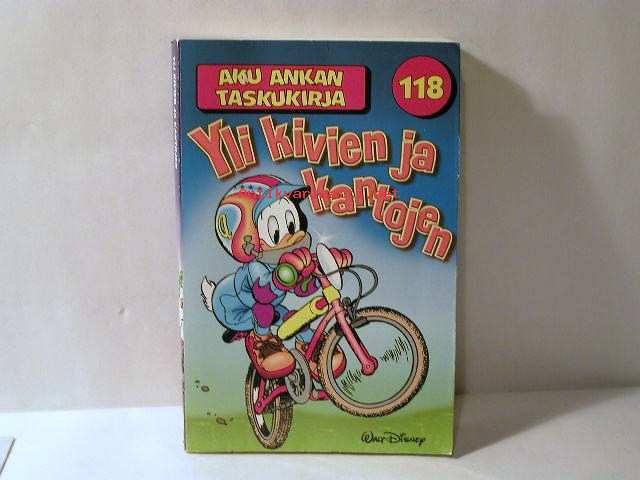 AKU ANKAN
TASKUKIRJA
118
Yli kivien ja
kantojen
WALT DISNEY